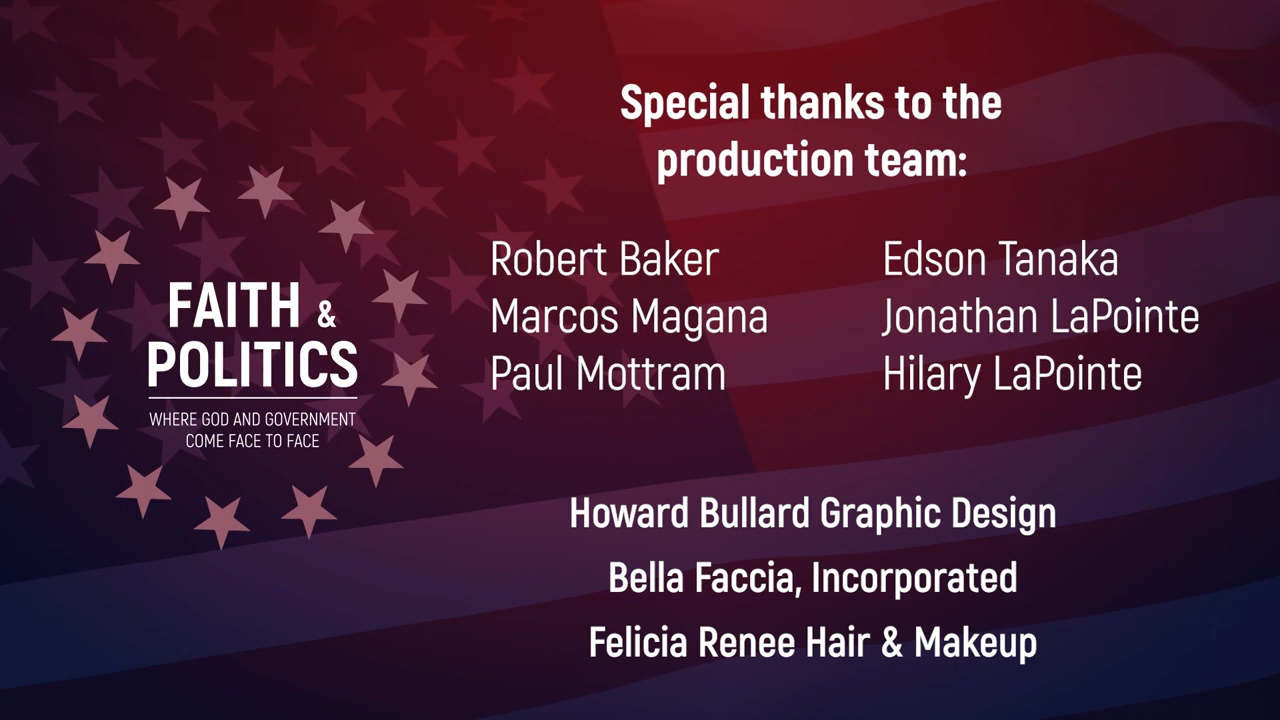 FAITH &
POLITICS
WHERE GOD AND GOVERNMENT
COME FACE TO FACE
Special thanks to the
production team:
Robert Baker
Marcos Magana
Paul Mottram
Edson Tanaka
Jonathan LaPointe
Hilary LaPointe
Howard Bullard Graphic Design
Bella Faccia, Incorporated
Felicia Renee Hair & Makeup